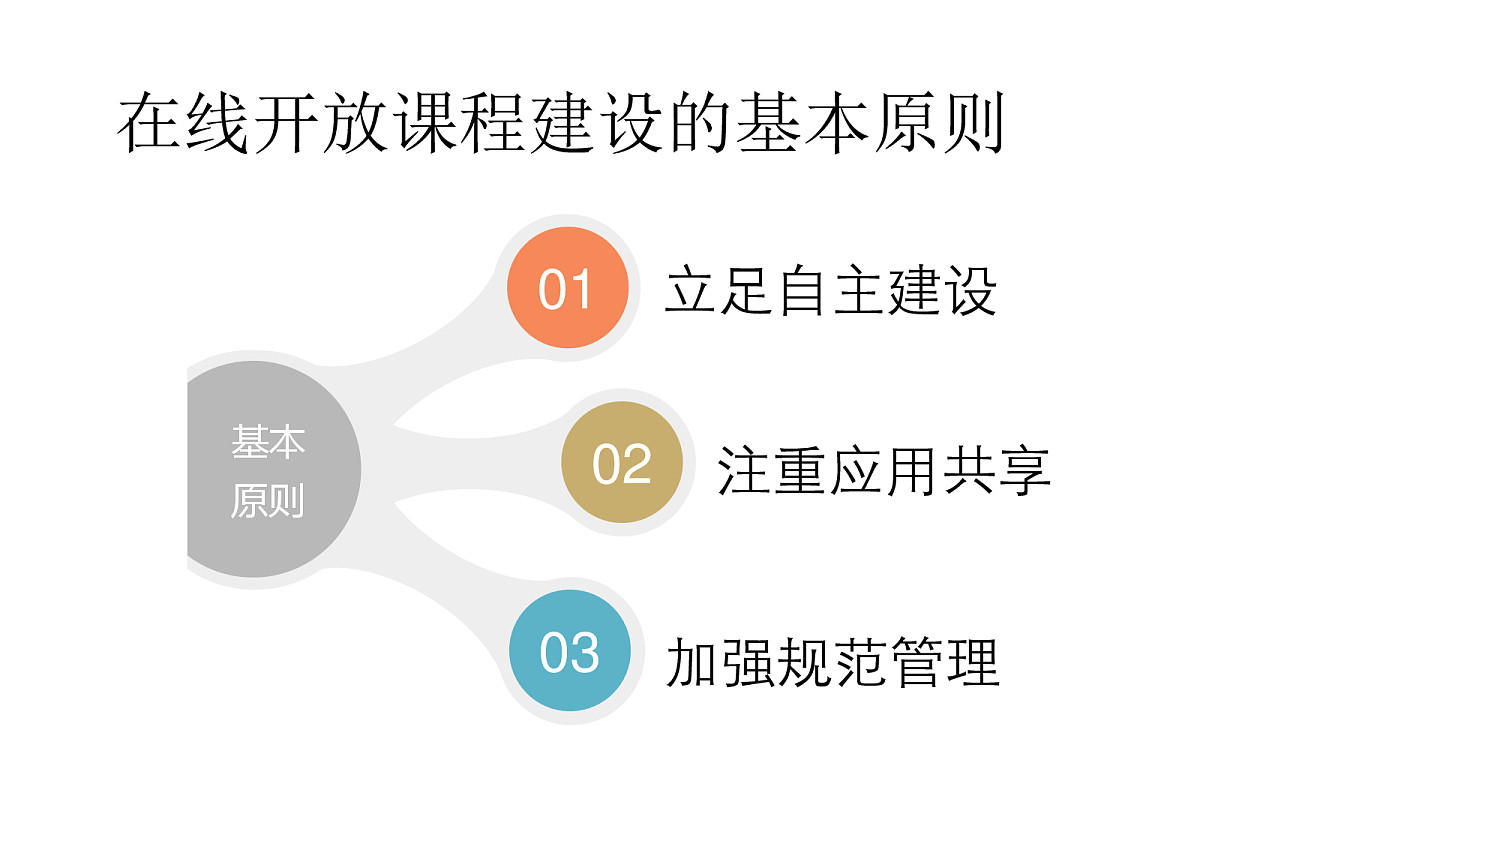 在线开放课程建设的基本原则
01 立足自主建设
基本
原则
02 注重应用共享
03 加强规范管理